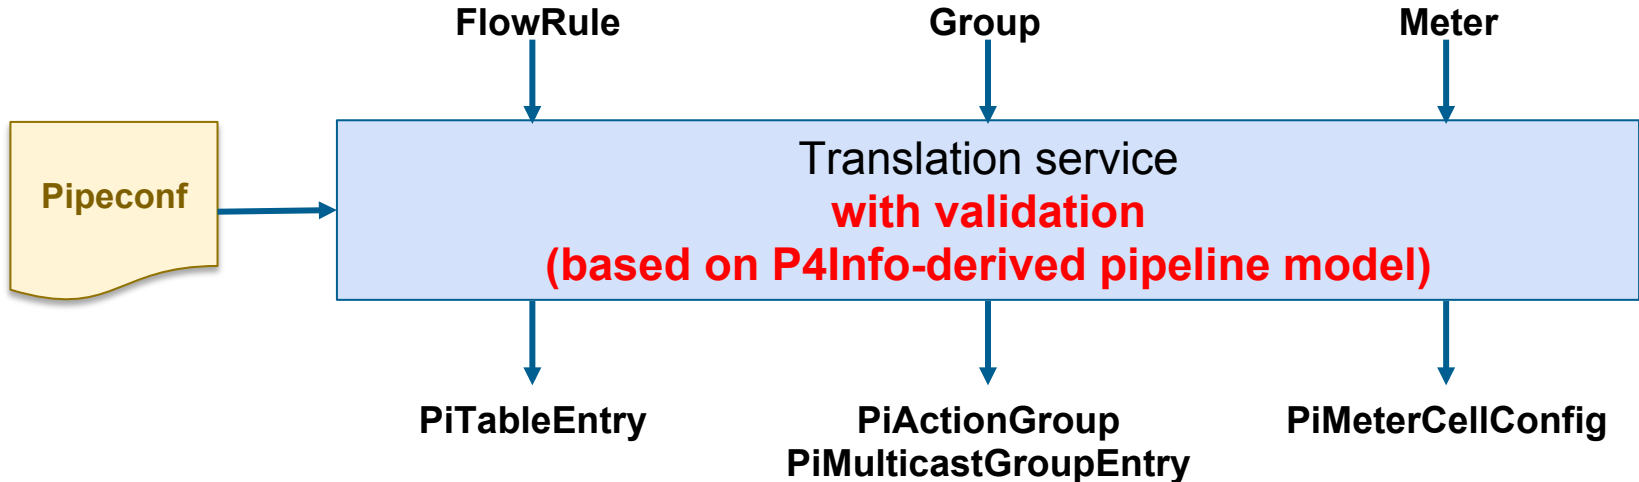 FlowRule
Group
Meter
Pipeconf
Translation service
with validation
(based on P4Info-derived pipeline model)
PiTableEntry
PiActionGroup
PiMulticastGroupEntry
PiMeterCellConfig